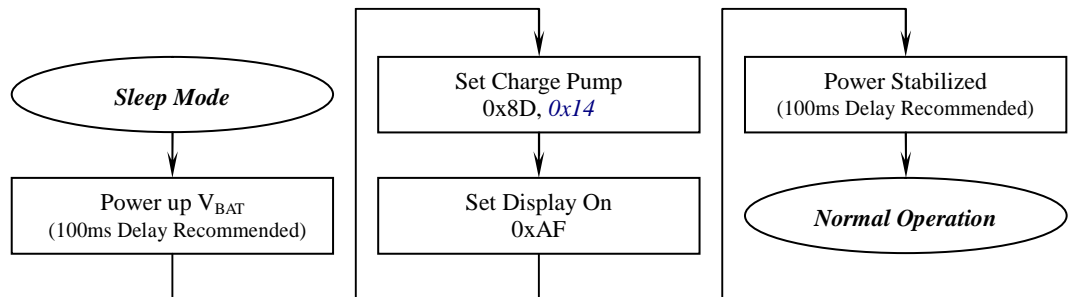 Sleep Mode
Power up VBAT
(100ms Delay Recommended)
Set Charge Pump
0x8D, 0x14
Set Display On
0xAF
Power Stabilized
(100ms Delay Recommended)
Normal Operation